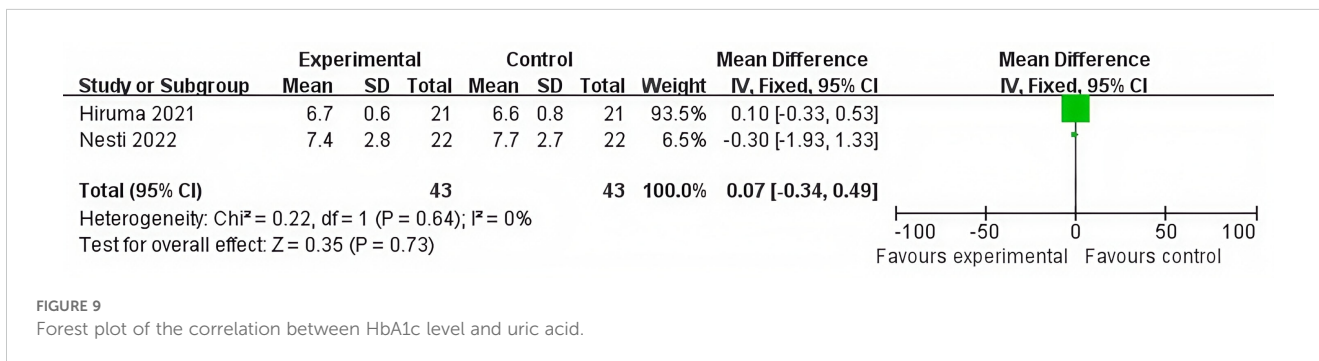 Experimental Control Mean Difference Mean Difference
Study or Subgroup Mean SD Total Mean SD Total Weight IV, Fixed, 95% CI IV, Fixed, 95% CI
Hiruma 2021 6.7 0.6 21 6.6 0.8 21 93.5% 0.10 [-0.33, 0.53]
Nesti 2022 7.4 2.8 22 7.7 2.7 22 6.5% -0.30 [-1.93, 1.33]
Total (95% CI) 43 43 100.0% 0.07 [-0.34, 0.49]
Heterogeneity: Chi² = 0.22, df = 1 (P = 0.64); I² = 0%
Test for overall effect: Z = 0.35 (P = 0.73)
-100 -50 0 50 100
Favours experimental Favours control
FIGURE 9
Forest plot of the correlation between HbA1c level and uric acid.